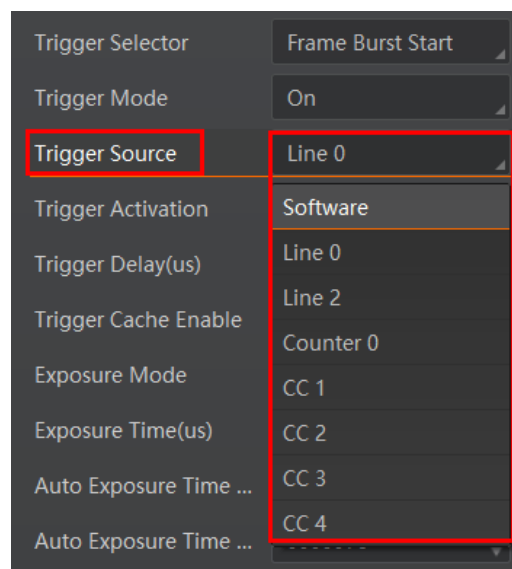 Trigger Selector Frame Burst Start
Trigger Mode On
Trigger Source Line 0
Trigger Activation Software
Trigger Delay(us) Line 0
Line 2
Trigger Cache Enable
Counter 0
Exposure Mode
CC 1
Exposure Time(us) CC 2
Auto Exposure Time ... CC 3
CC 4
Auto Exposure Time ...